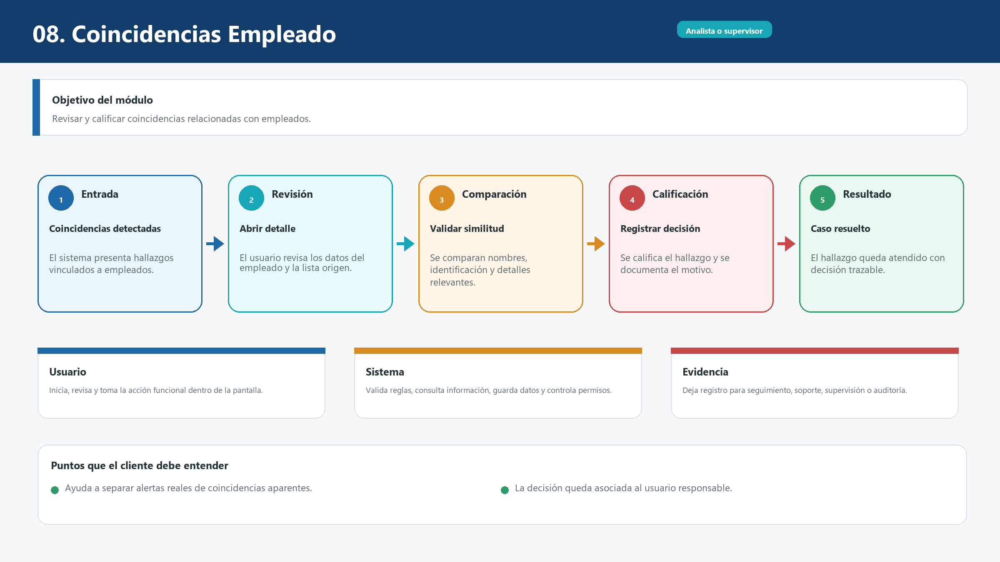 08. Coincidencias Empleado
Analista o supervisor
Objetivo del módulo
Revisar y calificar coincidencias relacionadas con empleados.
1
Entrada
Coincidencias detectadas
El sistema presenta hallazgos
vinculados a empleados.
2
Revisión
Abrir detalle
El usuario revisa los datos del
empleado y la lista origen.
3
Comparación
Validar similitud
Se comparan nombres,
identificación y detalles
relevantes.
4
Calificación
Registrar decisión
Se califica el hallazgo y se
documenta el motivo.
5
Resultado
Caso resuelto
El hallazgo queda atendido con
decisión trazable.
Usuario
Inicia, revisa y toma la acción funcional dentro de la pantalla.
Sistema
Valida reglas, consulta información, guarda datos y controla permisos.
Evidencia
Deja registro para seguimiento, soporte, supervisión o auditoría.
Puntos que el cliente debe entender
Ayuda a separar alertas reales de coincidencias aparentes.
La decisión queda asociada al usuario responsable.